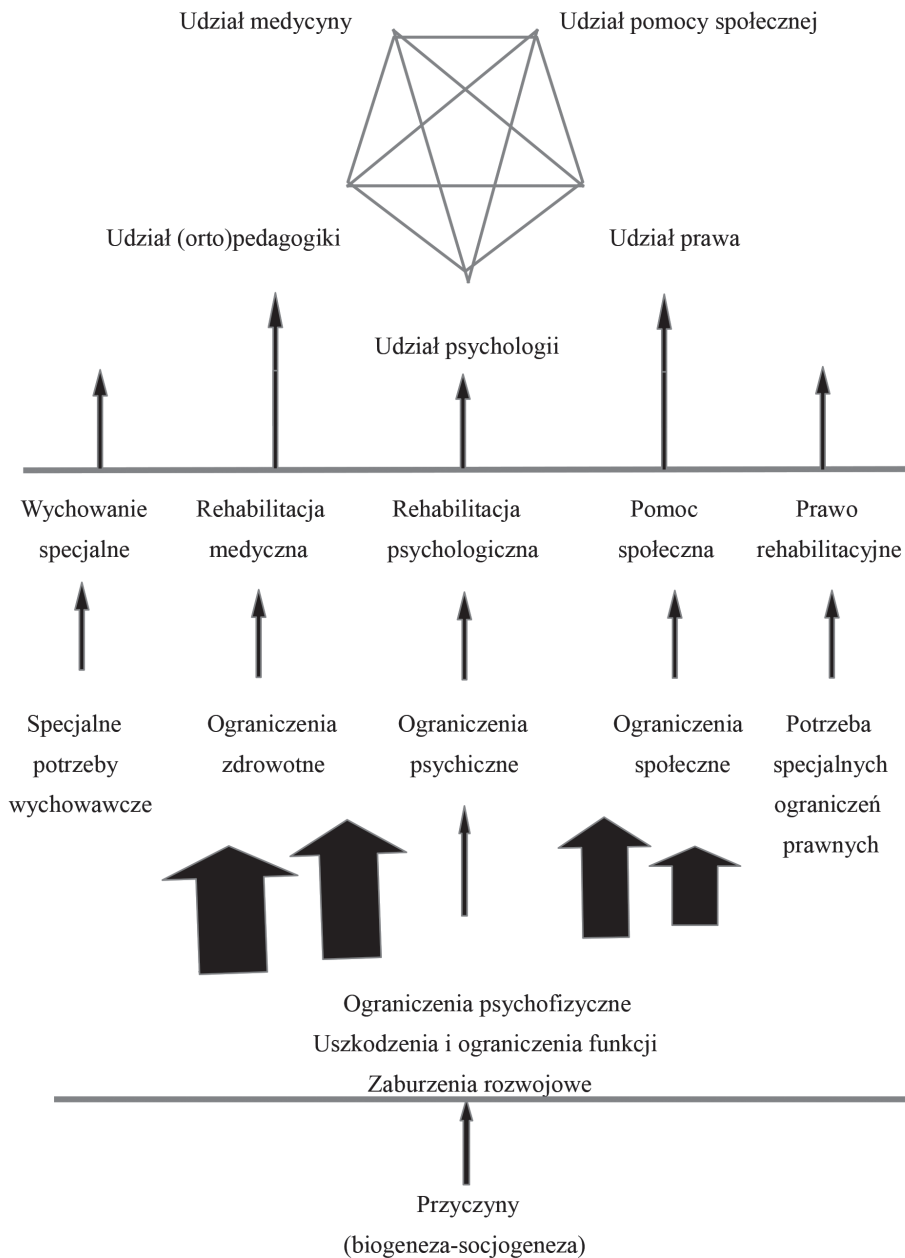 Udział medycyny
Udział pomocy społecznej
Udział (orto)pedagogiki
Udział prawa
Udział psychologii
Wychowanie
specjalne
Rehabilitacja
medyczna
Rehabilitacja
psychologiczna
Pomoc
społeczna
Prawo
rehabilitacyjne
Specjalne
potrzeby
wychowawcze
Ograniczenia
zdrowotne
Ograniczenia
psychiczne
Ograniczenia
społeczne
Potrzeba
specjalnych
ograniczeń
prawnych
Ograniczenia psychofizyczne
Uszkodzenia i ograniczenia funkcji
Zaburzenia rozwojowe
Przyczyny
(biogeneza-socjogeneza)